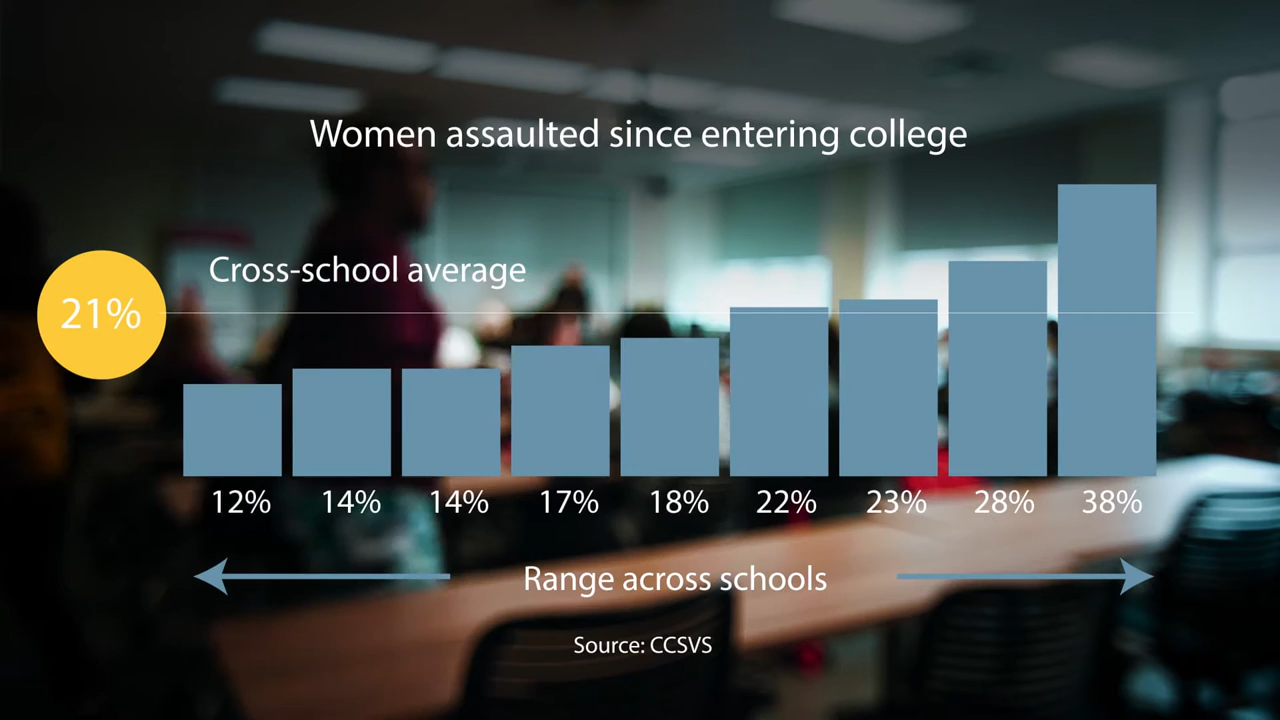 Women assaulted since entering college
Cross-school average
21%
12% 14% 14% 17% 18% 22% 23% 28% 38%
Range across schools
Source: CCSVS